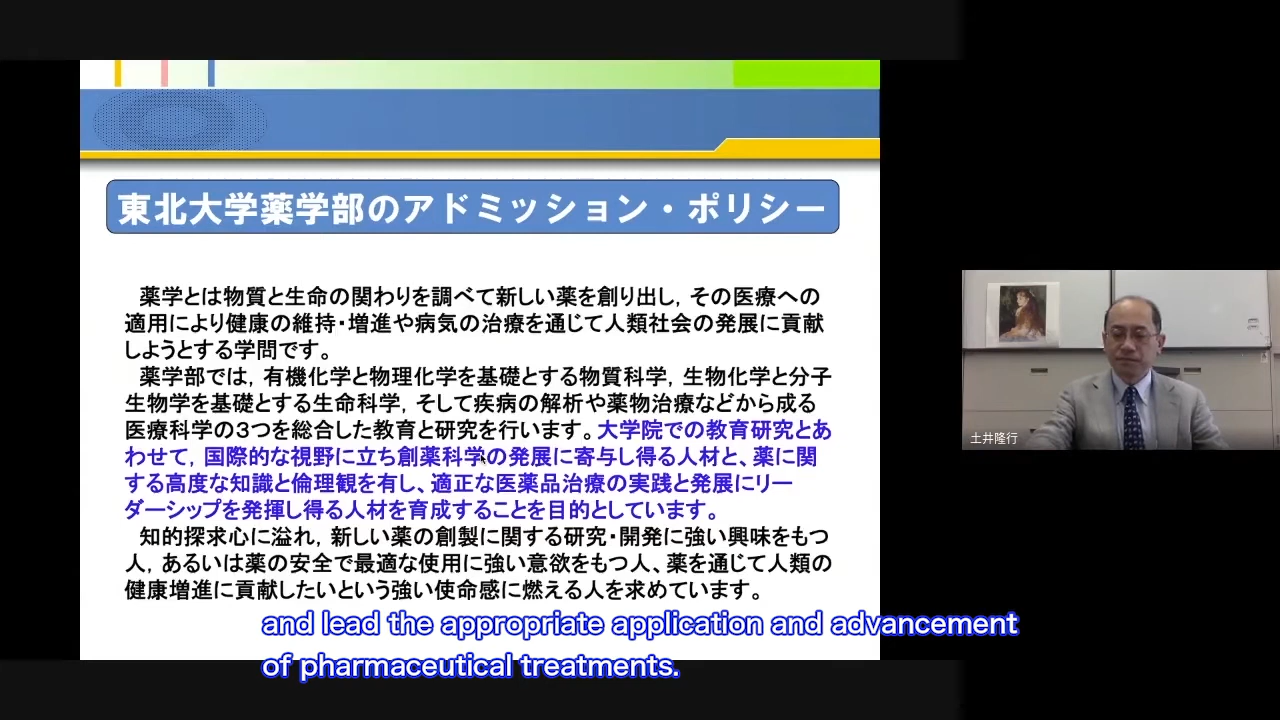 東北大学薬学部のアドミッション・ポリシー
薬学とは物質と生命の関わりを調べて新しい薬を創り出し，その医療への
適用により健康の維持・増進や病気の治療を通じて人類社会の発展に貢献
しようとする学問です。
薬学部では，有機化学と物理化学を基礎とする物質科学，生物化学と分子
生物学を基礎とする生命科学，そして疾病の解析や薬物治療などから成る
医療科学の３つを総合した教育と研究を行います。大学院での教育研究とあ
わせて，国際的な視野に立ち創薬科学の発展に寄与し得る人材と、薬に関
する高度な知識と倫理観を有し、適正な医薬品治療の実践と発展にリー
ダーシップを発揮し得る人材を育成することを目的としています。
知的探求心に溢れ，新しい薬の創製に関する研究・開発に強い興味をもつ
人，あるいは薬の安全で最適な使用に強い意欲をもつ人、薬を通じて人類の
健康増進に貢献したいという強い使命感に燃える人を求めています。
and lead the appropriate application and advancement
of pharmaceutical treatments.
土井隆行